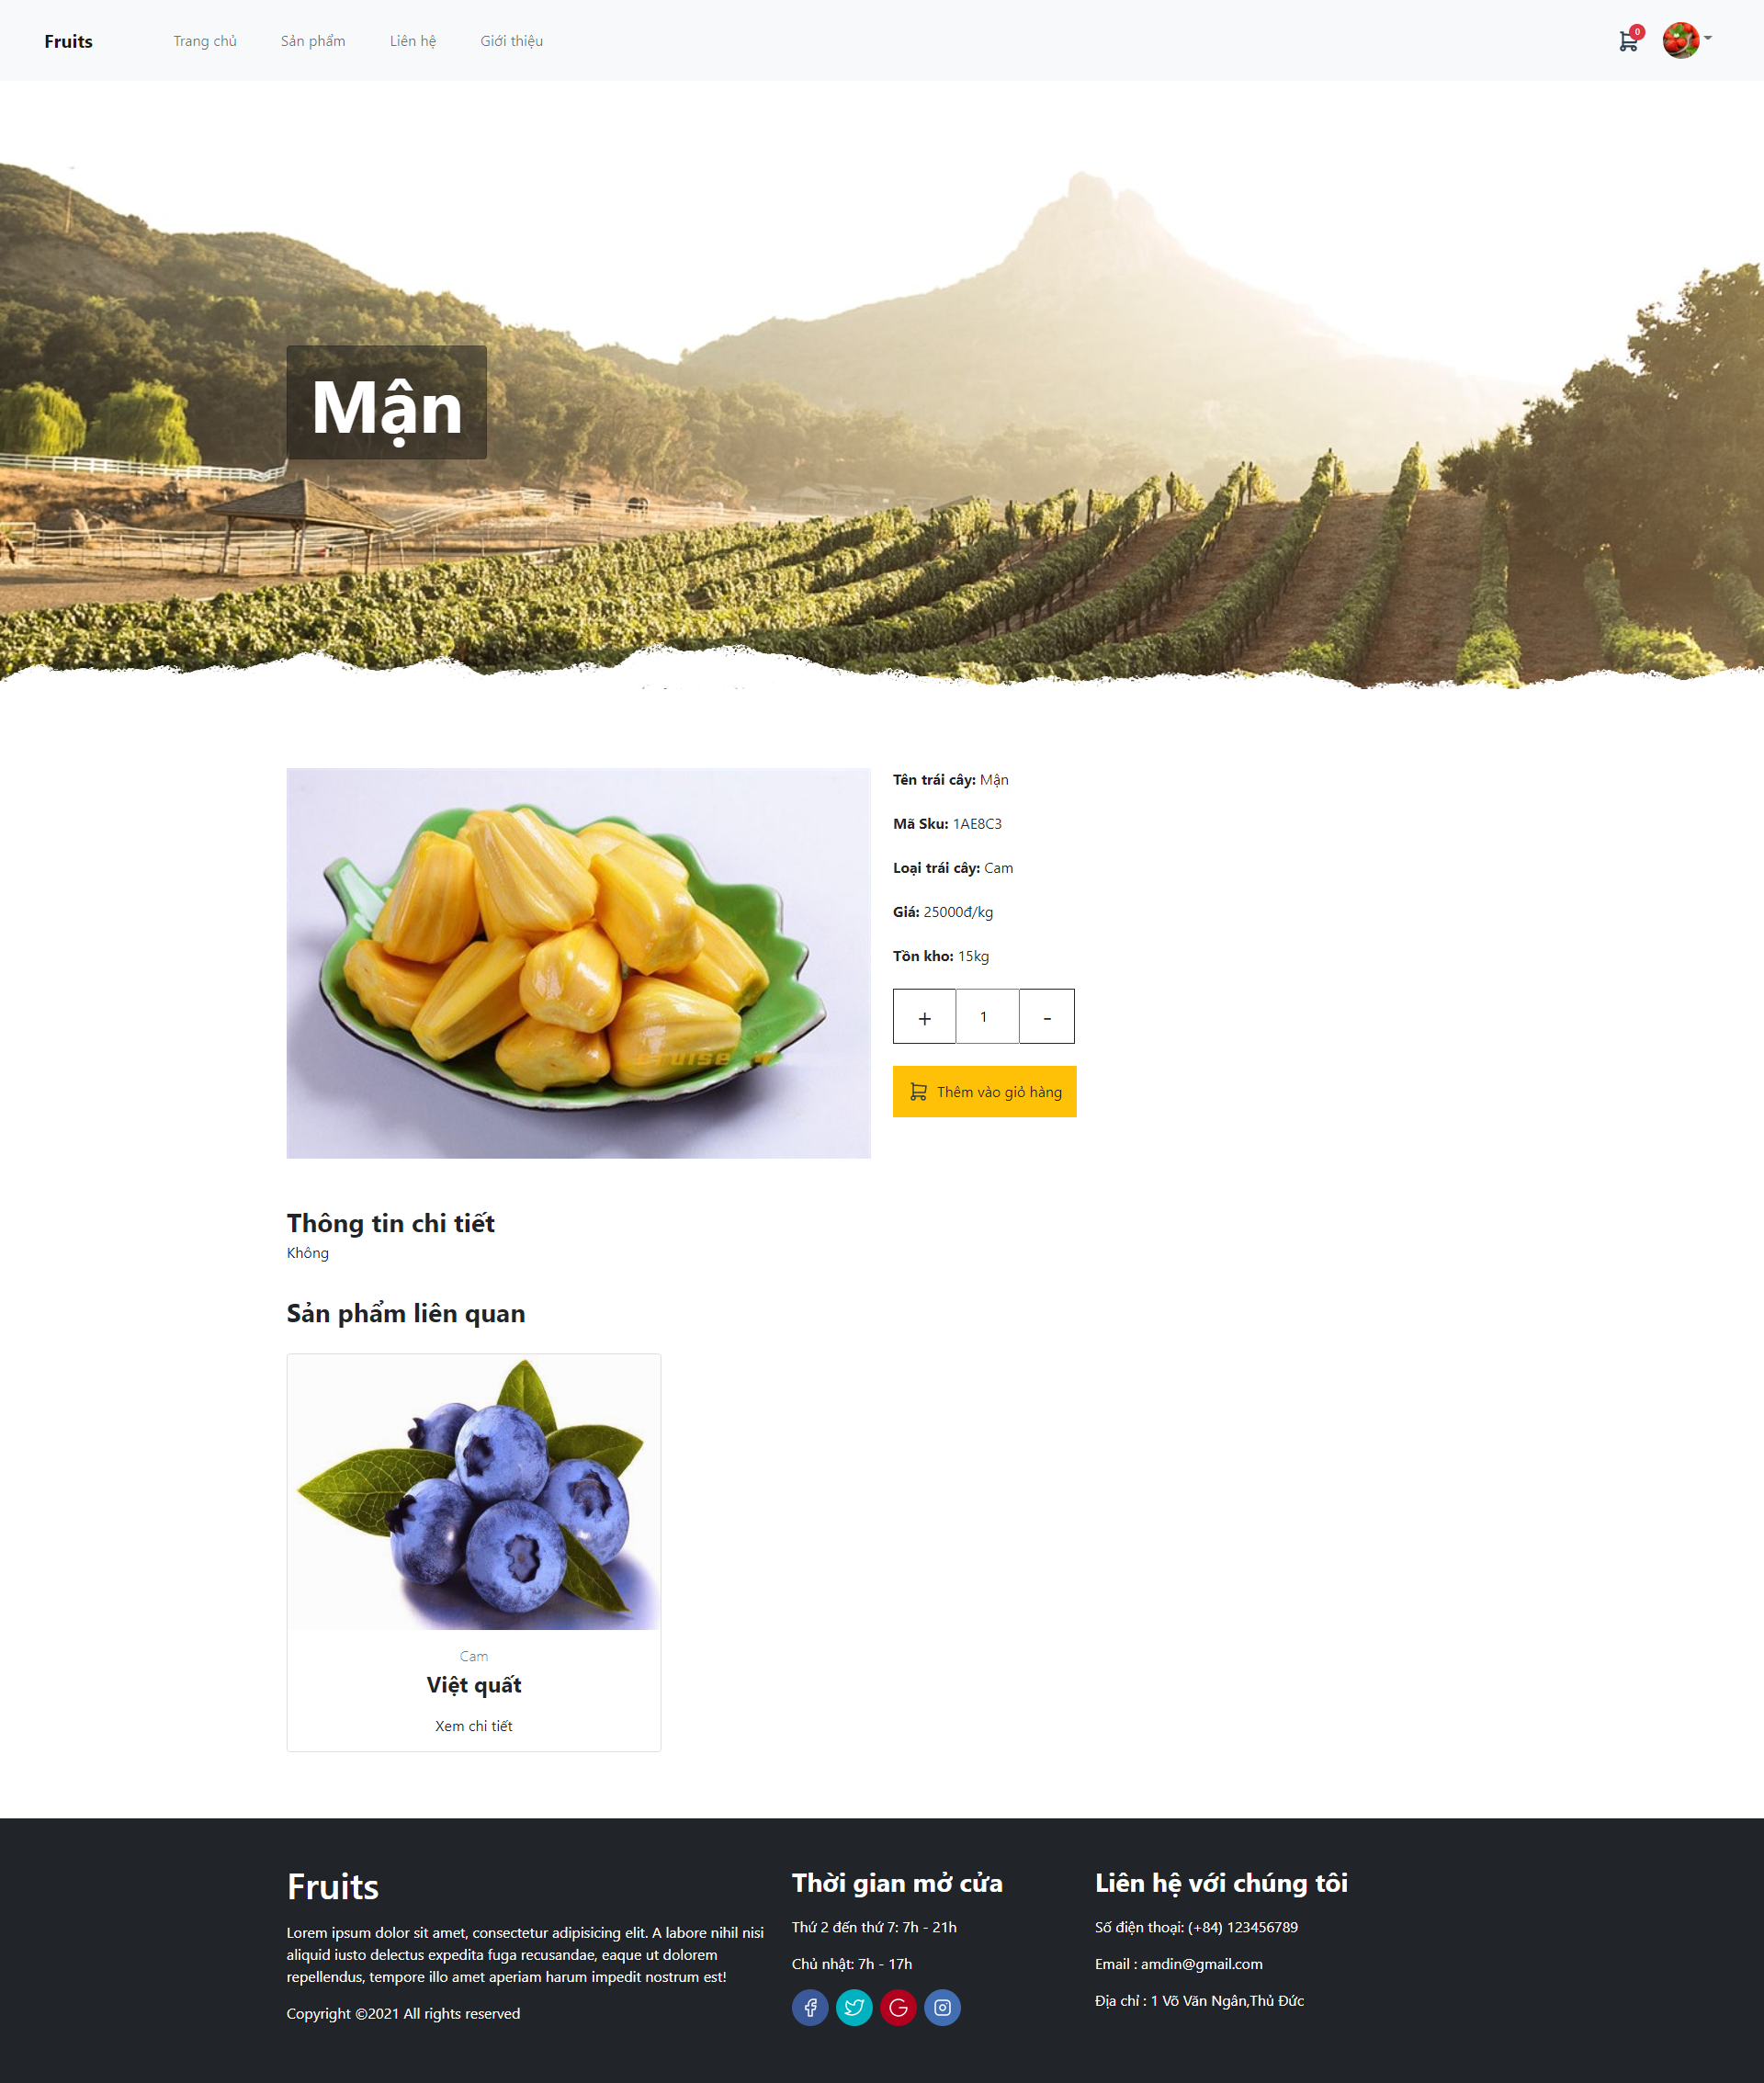 Fruits
Trang chủ
Sản phẩm
Liên hệ
Giới thiệu
0
Mận
Tên trái cây: Mận
Mã Sku: 1AE8C3
Loại trái cây: Cam
Giá: 25000đ/kg
Tồn kho: 15kg
+ 1 -
Thêm vào giỏ hàng
Thông tin chi tiết
Không
Sản phẩm liên quan
Cam
Việt quất
Xem chi tiết
Fruits
Lorem ipsum dolor sit amet, consectetur adipisicing elit. A labore nihil nisi
aliquid iusto delectus expedita fuga recusandae, eaque ut dolorem
repellendus, tempore illo amet aperiam harum impedit nostrum est!
Copyright ©2021 All rights reserved
Thời gian mở cửa
Thứ 2 đến thứ 7: 7h - 21h
Chủ nhật: 7h - 17h
Liên hệ với chúng tôi
Số điện thoại: (+84) 123456789
Email : amdin@gmail.com
Địa chỉ : 1 Võ Văn Ngân,Thủ Đức